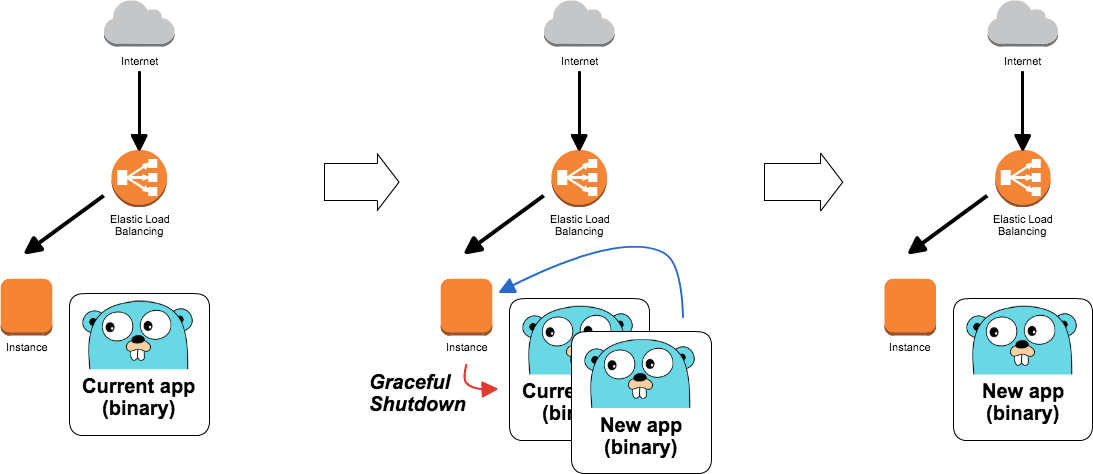 Internet
Elastic Load
Balancing
Instance
Current app
(binary)
Internet
Elastic Load
Balancing
Instance
Graceful
Shutdown
Curre
(bi
New app
(binary)
Internet
Elastic Load
Balancing
Instance
New app
(binary)